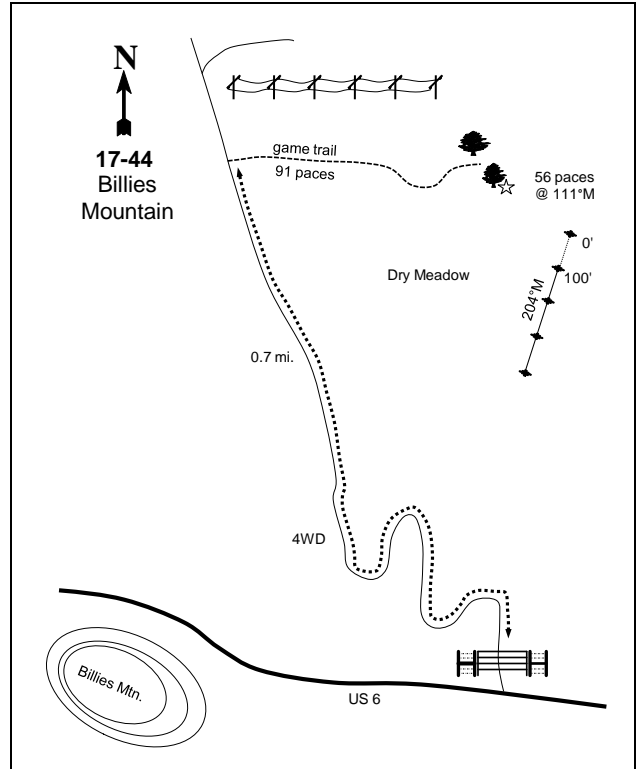 N
17-44
Billies
Mountain
game trail
91 paces
56 paces
@ 111°M
0'
100'
204°M
Dry Meadow
0.7 mi.
4WD
Billies Mtn.
US 6